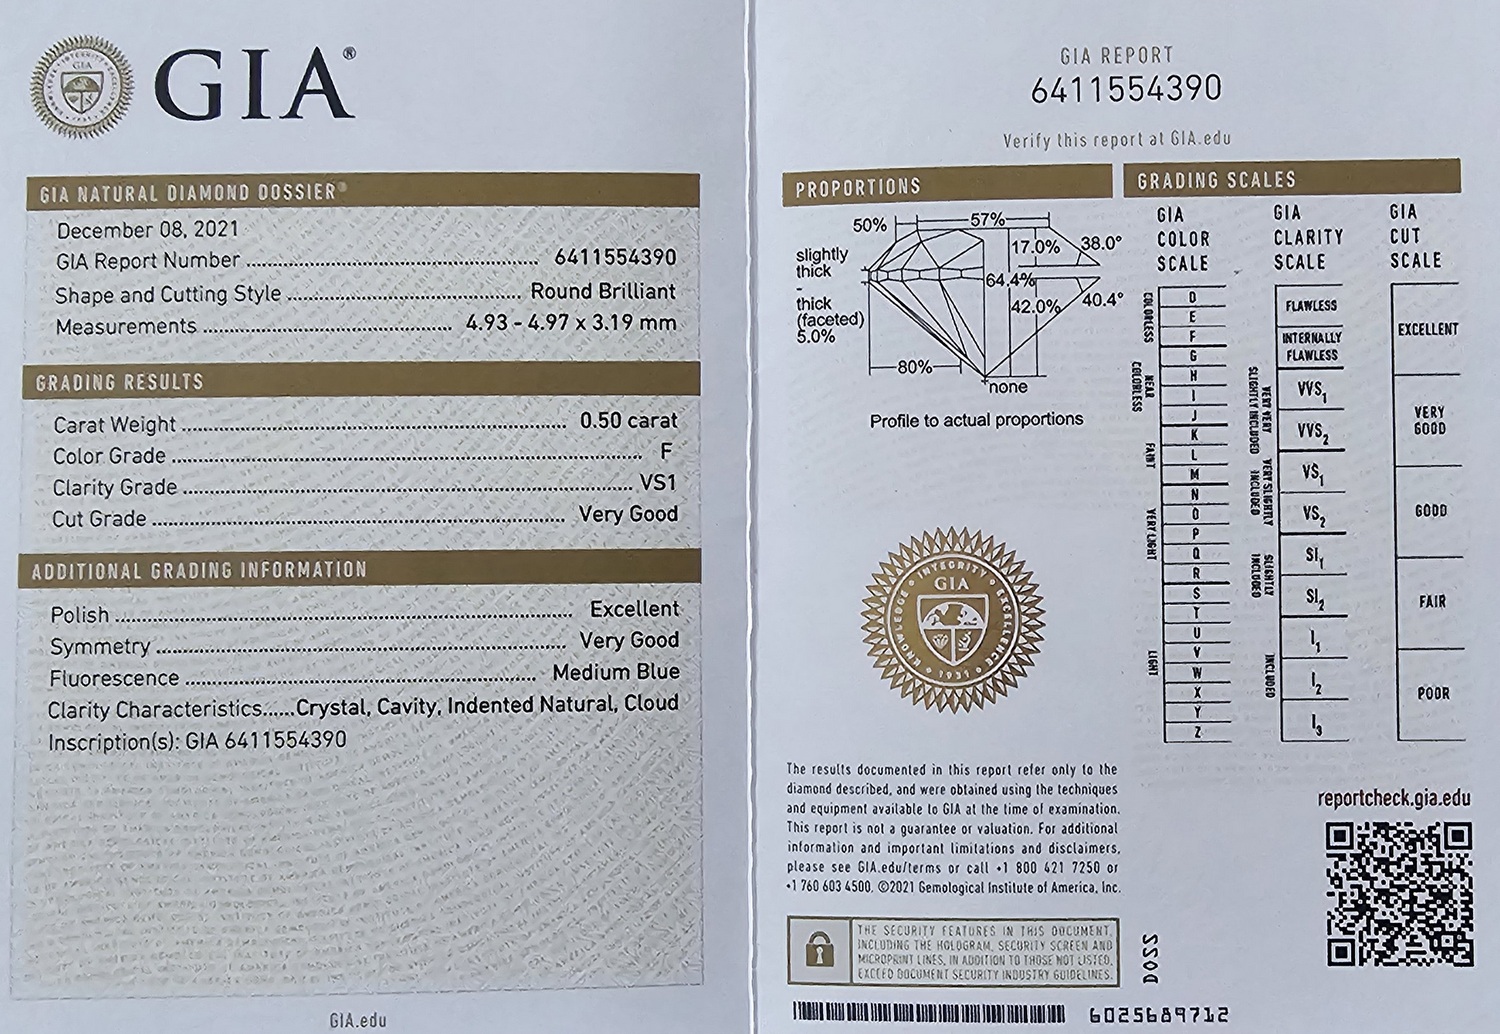 GIA®
GIA NATURAL DIAMOND DOSSIER®
December 08, 2021
GIA Report Number ........ 6411554390
Shape and Cutting Style ........ Round Brilliant
Measurements ........ 4.93 - 4.97 x 3.19 mm
GRADING RESULTS
Carat Weight ........ 0.50 carat
Color Grade ........ F
Clarity Grade ........ VS1
Cut Grade ........ Very Good
ADDITIONAL GRADING INFORMATION
Polish ........ Excellent
Symmetry ........ Very Good
Fluorescence ........ Medium Blue
Clarity Characteristics......Crystal, Cavity, Indented Natural, Cloud
Inscription(s): GIA 6411554390
GIA.edu
GIA REPORT
6411554390
Verify this report at GIA.edu
PROPORTIONS
50%
57%
slightly
thick
-
thick
(faceted)
5.0%
17.0%
38.0°
64.4%
42.0%
40.4°
80%
none
Profile to actual proportions
INTEGRITY
GIA
KNOWLEDGE
EXCELLENCE
1931
The results documented in this report refer only to the
diamond described, and were obtained using the techniques
and equipment available to GIA at the time of examination.
This report is not a guarantee or valuation. For additional
information and important limitations and disclaimers,
please see GIA.edu/terms or call +1 800 421 7250 or
+1 760 603 4500. ©2021 Gemological Institute of America, Inc.
THE SECURITY FEATURES IN THIS DOCUMENT,
INCLUDING THE HOLOGRAM, SECURITY SCREEN AND
MICROPRINT LINES, IN ADDITION TO THOSE NOT LISTED,
EXCEED DOCUMENT SECURITY INDUSTRY GUIDELINES.
6025689712
GRADING SCALES
GIA
COLOR
SCALE
COLORLESS
D
E
F
NEAR
COLORLESS
G
H
I
J
FAINT
K
L
M
VERY LIGHT
N
O
P
Q
R
LIGHT
S
T
U
V
W
X
Y
Z
GIA
CLARITY
SCALE
FLAWLESS
INTERNALLY
FLAWLESS
VERY VERY
SLIGHTLY INCLUDED
VVS1
VVS2
VERY SLIGHTLY
INCLUDED
VS1
VS2
SLIGHTLY
INCLUDED
SI1
SI2
INCLUDED
I1
I2
I3
GIA
CUT
SCALE
EXCELLENT
VERY
GOOD
GOOD
FAIR
POOR
reportcheck.gia.edu